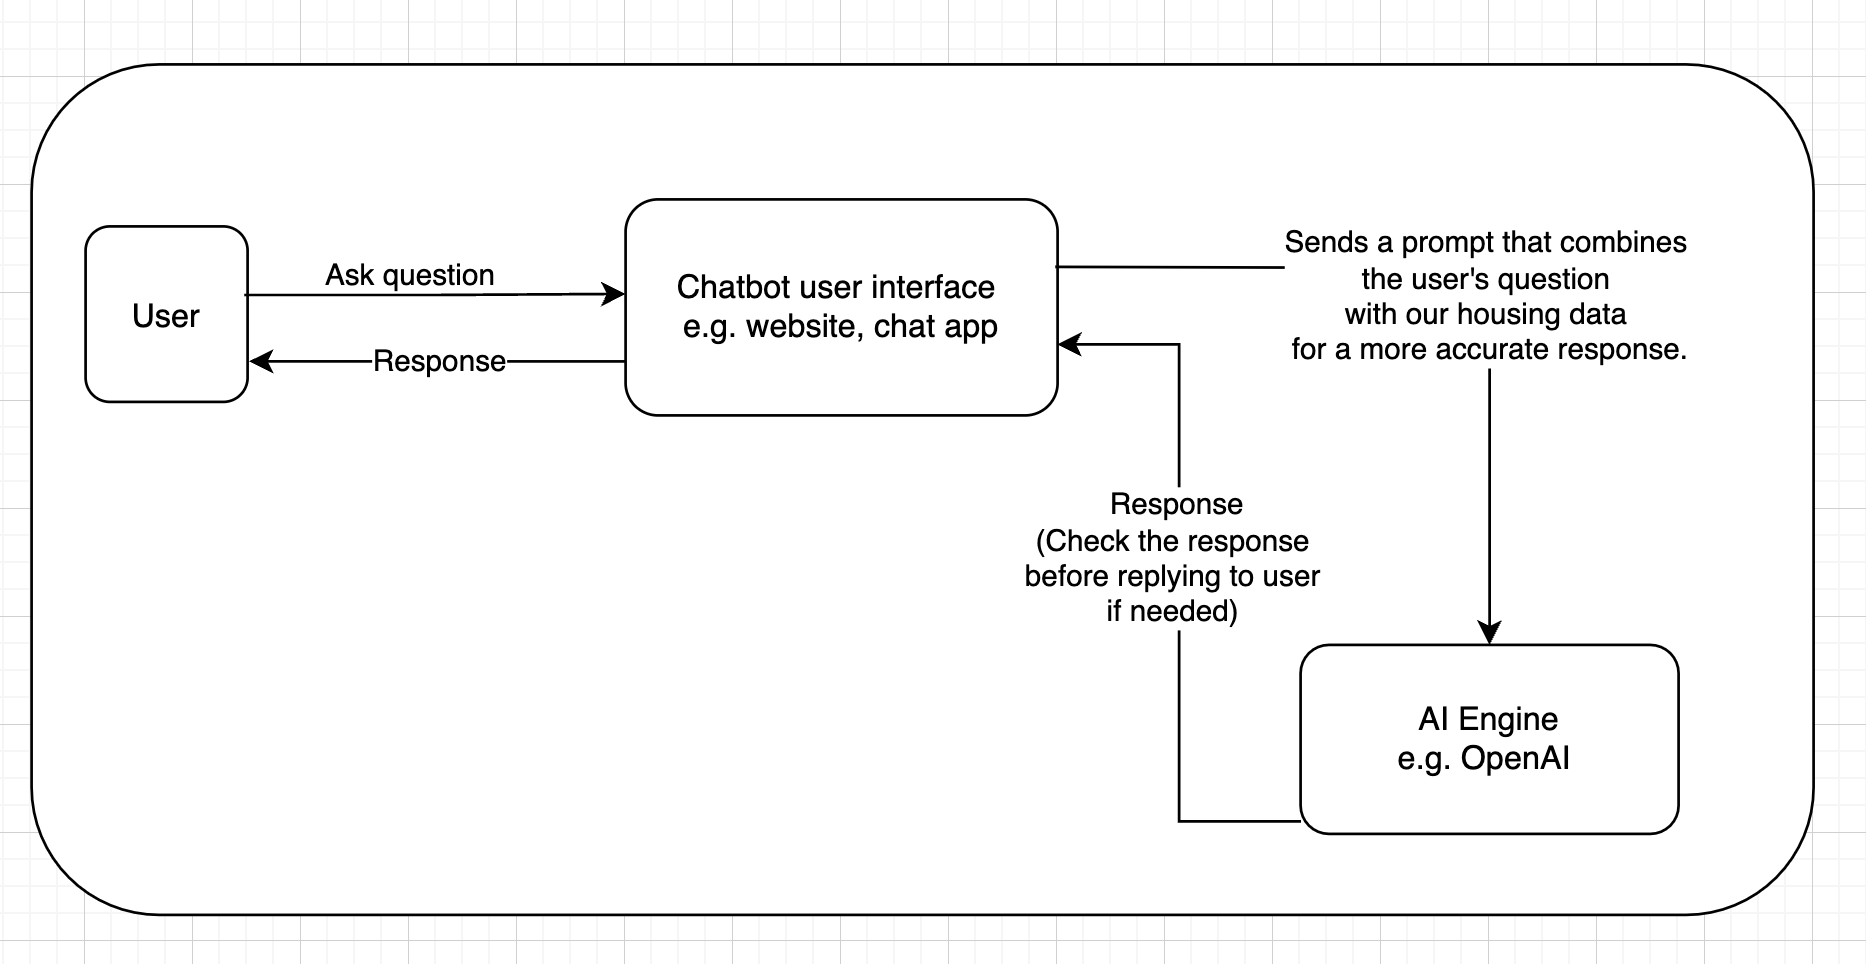 User
Ask question
Response
Chatbot user interface
e.g. website, chat app
Sends a prompt that combines
the user's question
with our housing data
for a more accurate response.
Response
(Check the response
before replying to user
if needed)
AI Engine
e.g. OpenAI